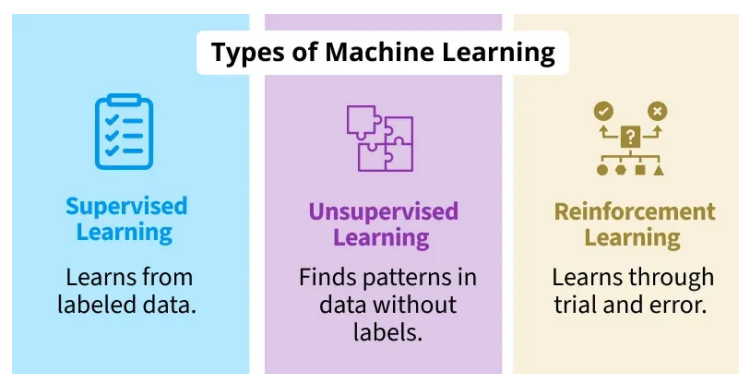 Types of Machine Learning
Supervised
Learning
Learns from
labeled data.
Unsupervised
Learning
Finds patterns in
data without
labels.
?
Reinforcement
Learning
Learns through
trial and error.